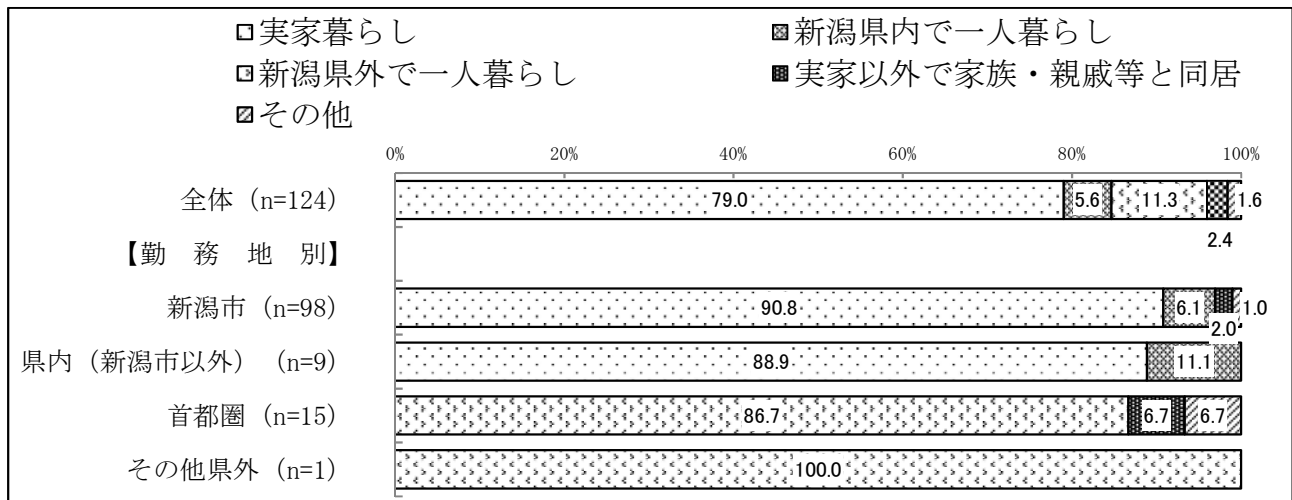 実家暮らし 新潟県内で一人暮らし
新潟県外で一人暮らし 実家以外で家族・親戚等と同居
その他
0% 20% 40% 60% 80% 100%
全体 (n=124) 79.0 5.6 11.3 1.6
2.4
【勤 務 地 別】
新潟市 (n=98) 90.8 6.1 1.0
2.0
県内（新潟市以外） (n=9) 88.9 11.1
首都圏 (n=15) 86.7 6.7 6.7
その他県外 (n=1) 100.0